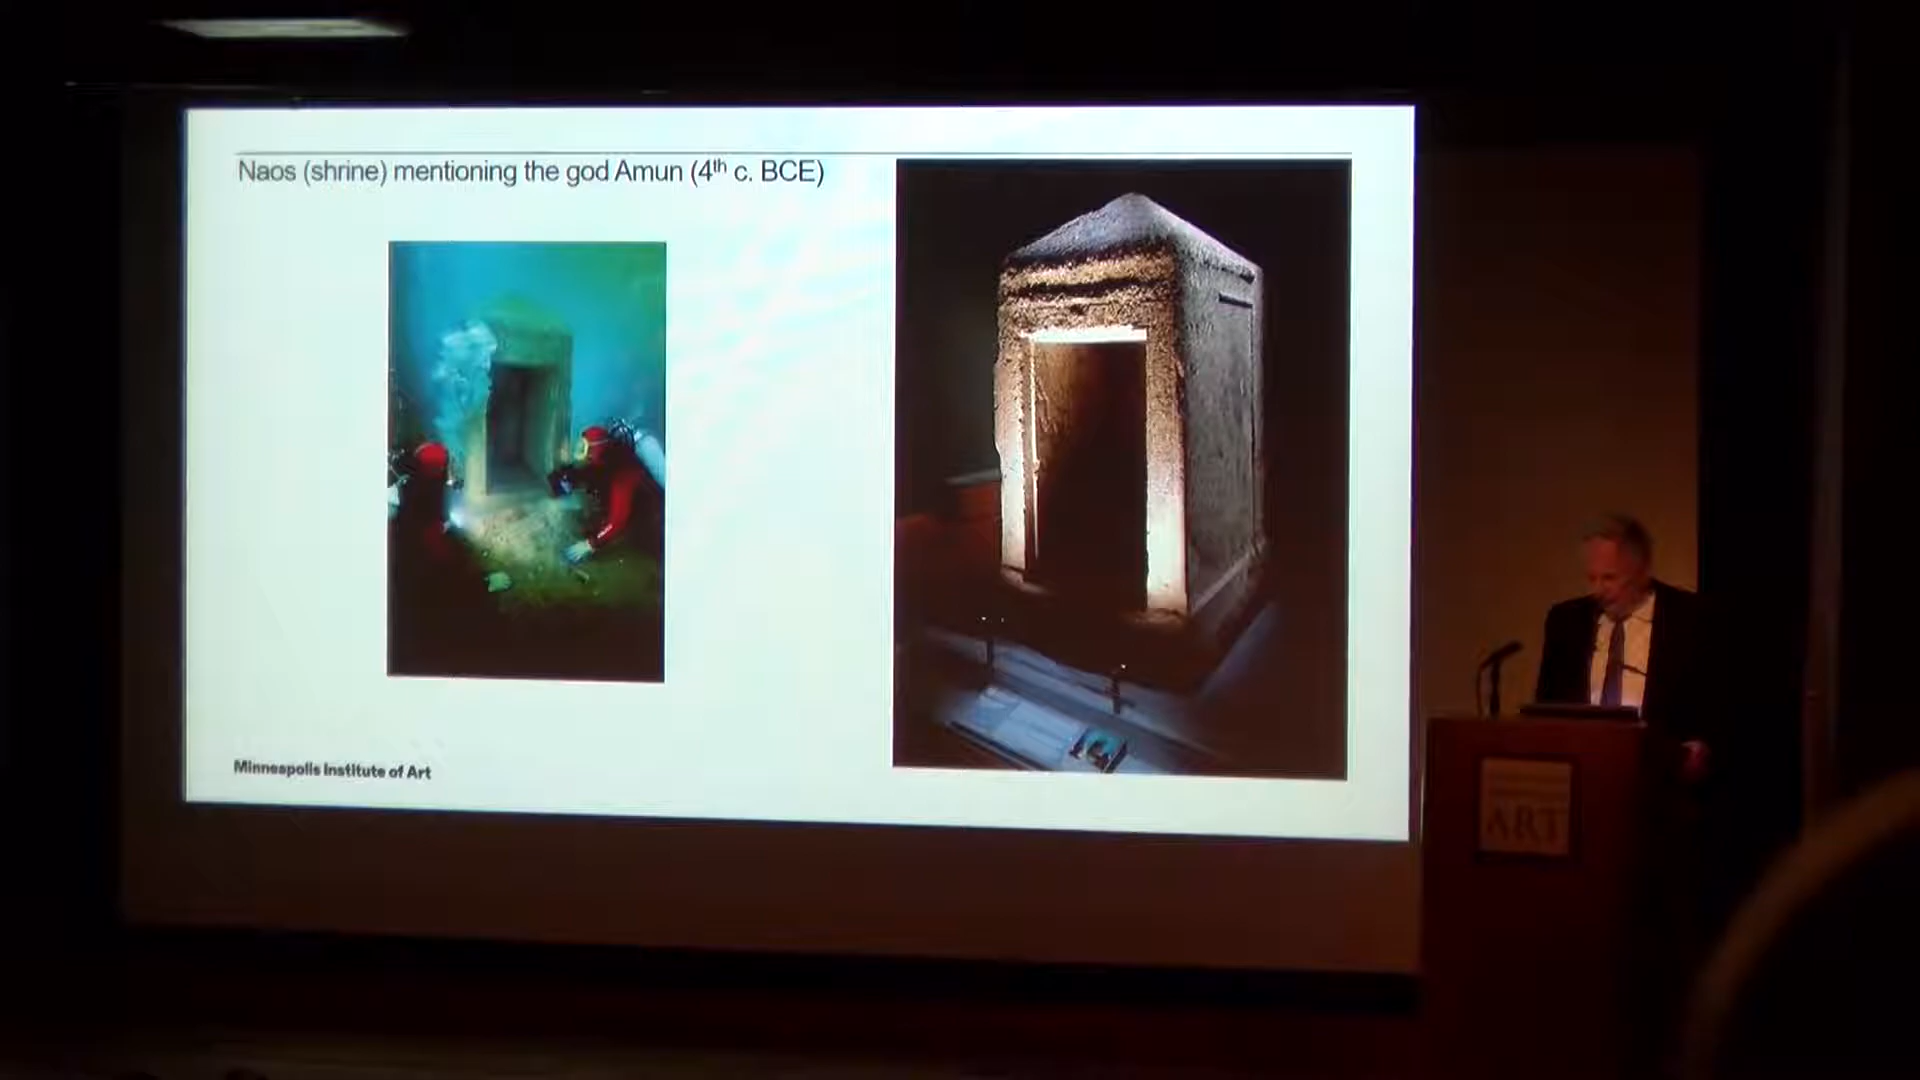 Naos (shrine) mentioning the god Amun (4th c. BCE)
Minneapolis Institute of Art
ART